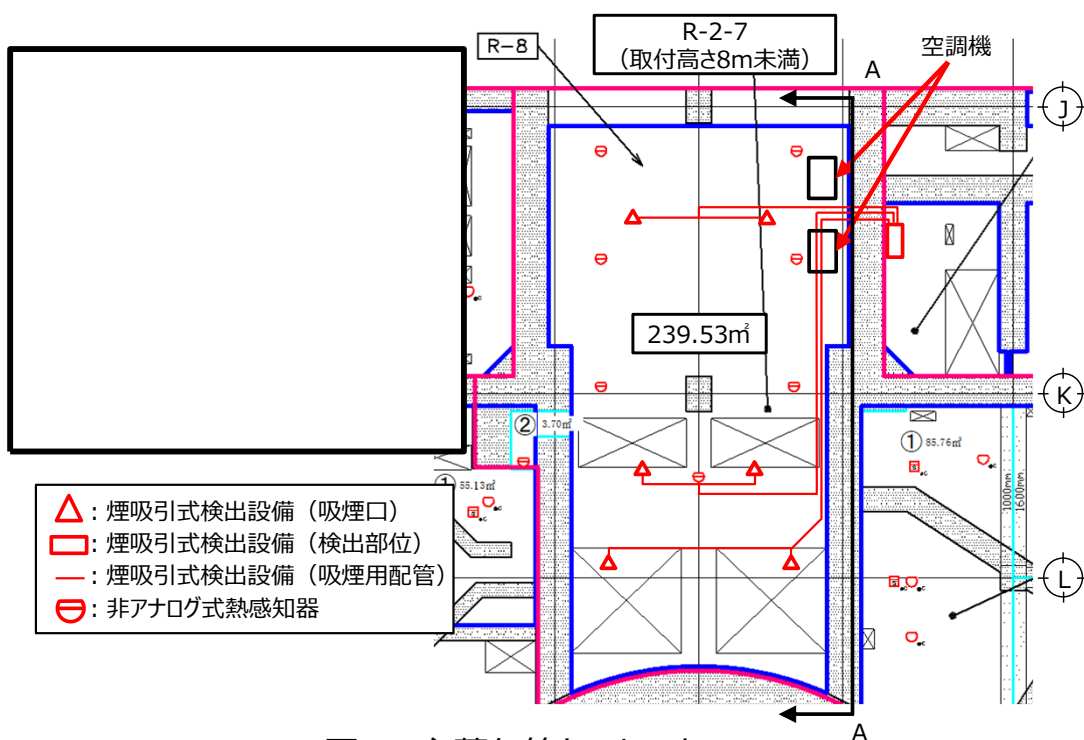 R-8
R-2-7
（取付高さ8m未満）
空調機
A
J
239.53㎡
K
② 3.70㎡
① 85.76㎡
55.13㎡
1000mm
1600mm
△：煙吸引式検出設備（吸煙口）
□：煙吸引式検出設備（検出部位）
―：煙吸引式検出設備（吸煙用配管）
：非アナログ式熱感知器
L
A